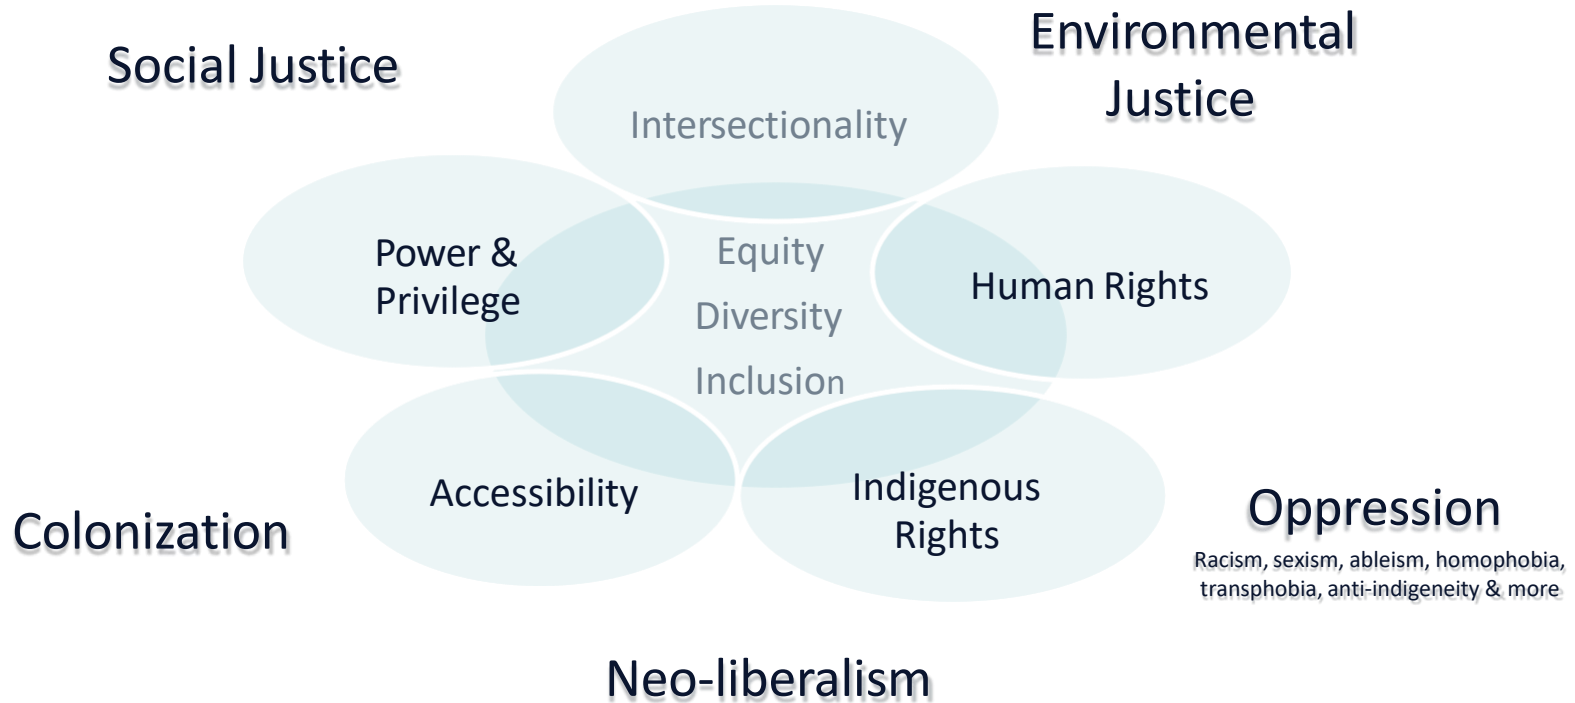 Social Justice
Environmental
Justice
Intersectionality
Power &
Privilege
Equity
Diversity
Inclusion
Human Rights
Accessibility
Indigenous
Rights
Colonization
Oppression
Racism, sexism, ableism, homophobia,
transphobia, anti-indigeneity & more
Neo-liberalism